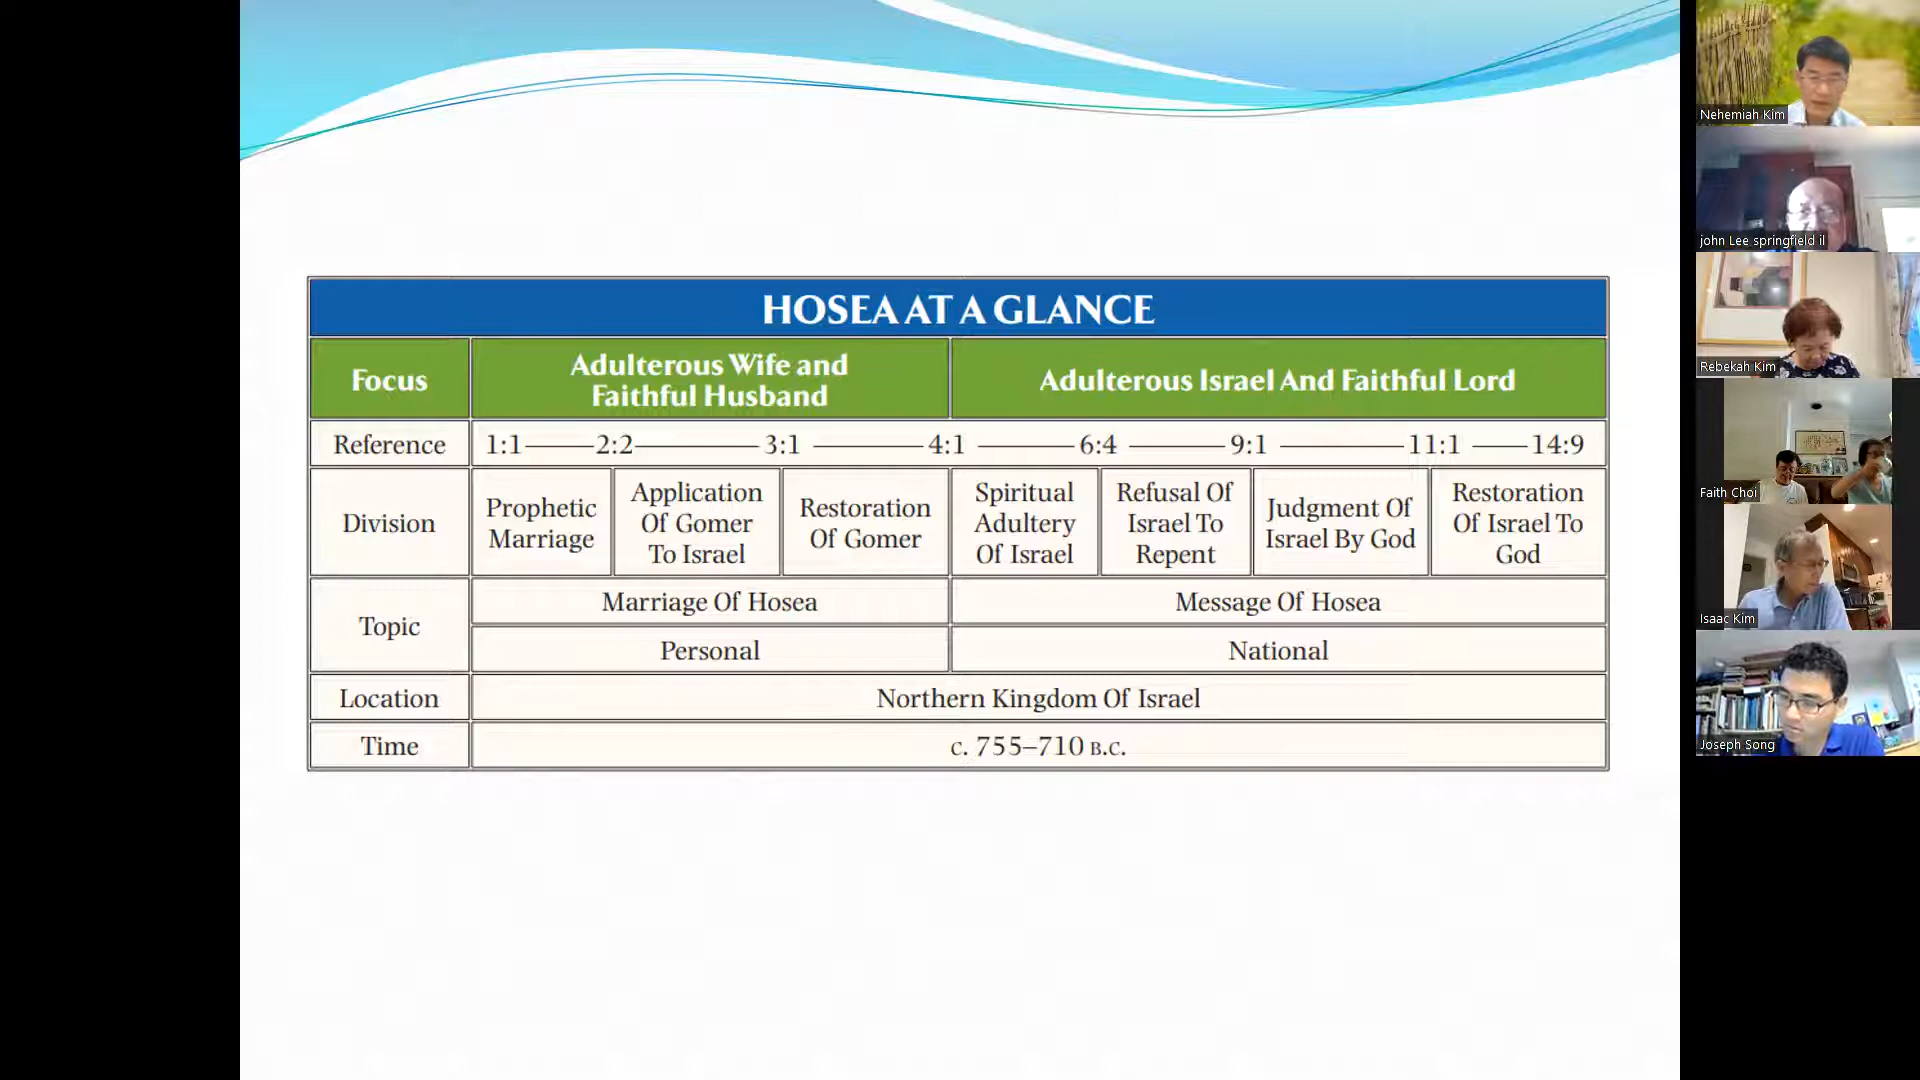 HOSEA AT A GLANCE
Focus
Adulterous Wife and
Faithful Husband
Adulterous Israel And Faithful Lord
Reference
1:1 2:2 3:1 4:1 6:4 9:1 11:1 14:9
Division
Prophetic
Marriage
Application
Of Gomer
To Israel
Restoration
Of Gomer
Spiritual
Adultery
Of Israel
Refusal Of
Israel To
Repent
Judgment Of
Israel By God
Restoration
Of Israel To
God
Topic
Marriage Of Hosea
Message Of Hosea
Personal
National
Location
Northern Kingdom Of Israel
Time
c. 755–710 B.C.
Nehemiah Kim
john Lee springfield il
Rebekah Kim
Faith Choi
Isaac Kim
Joseph Song